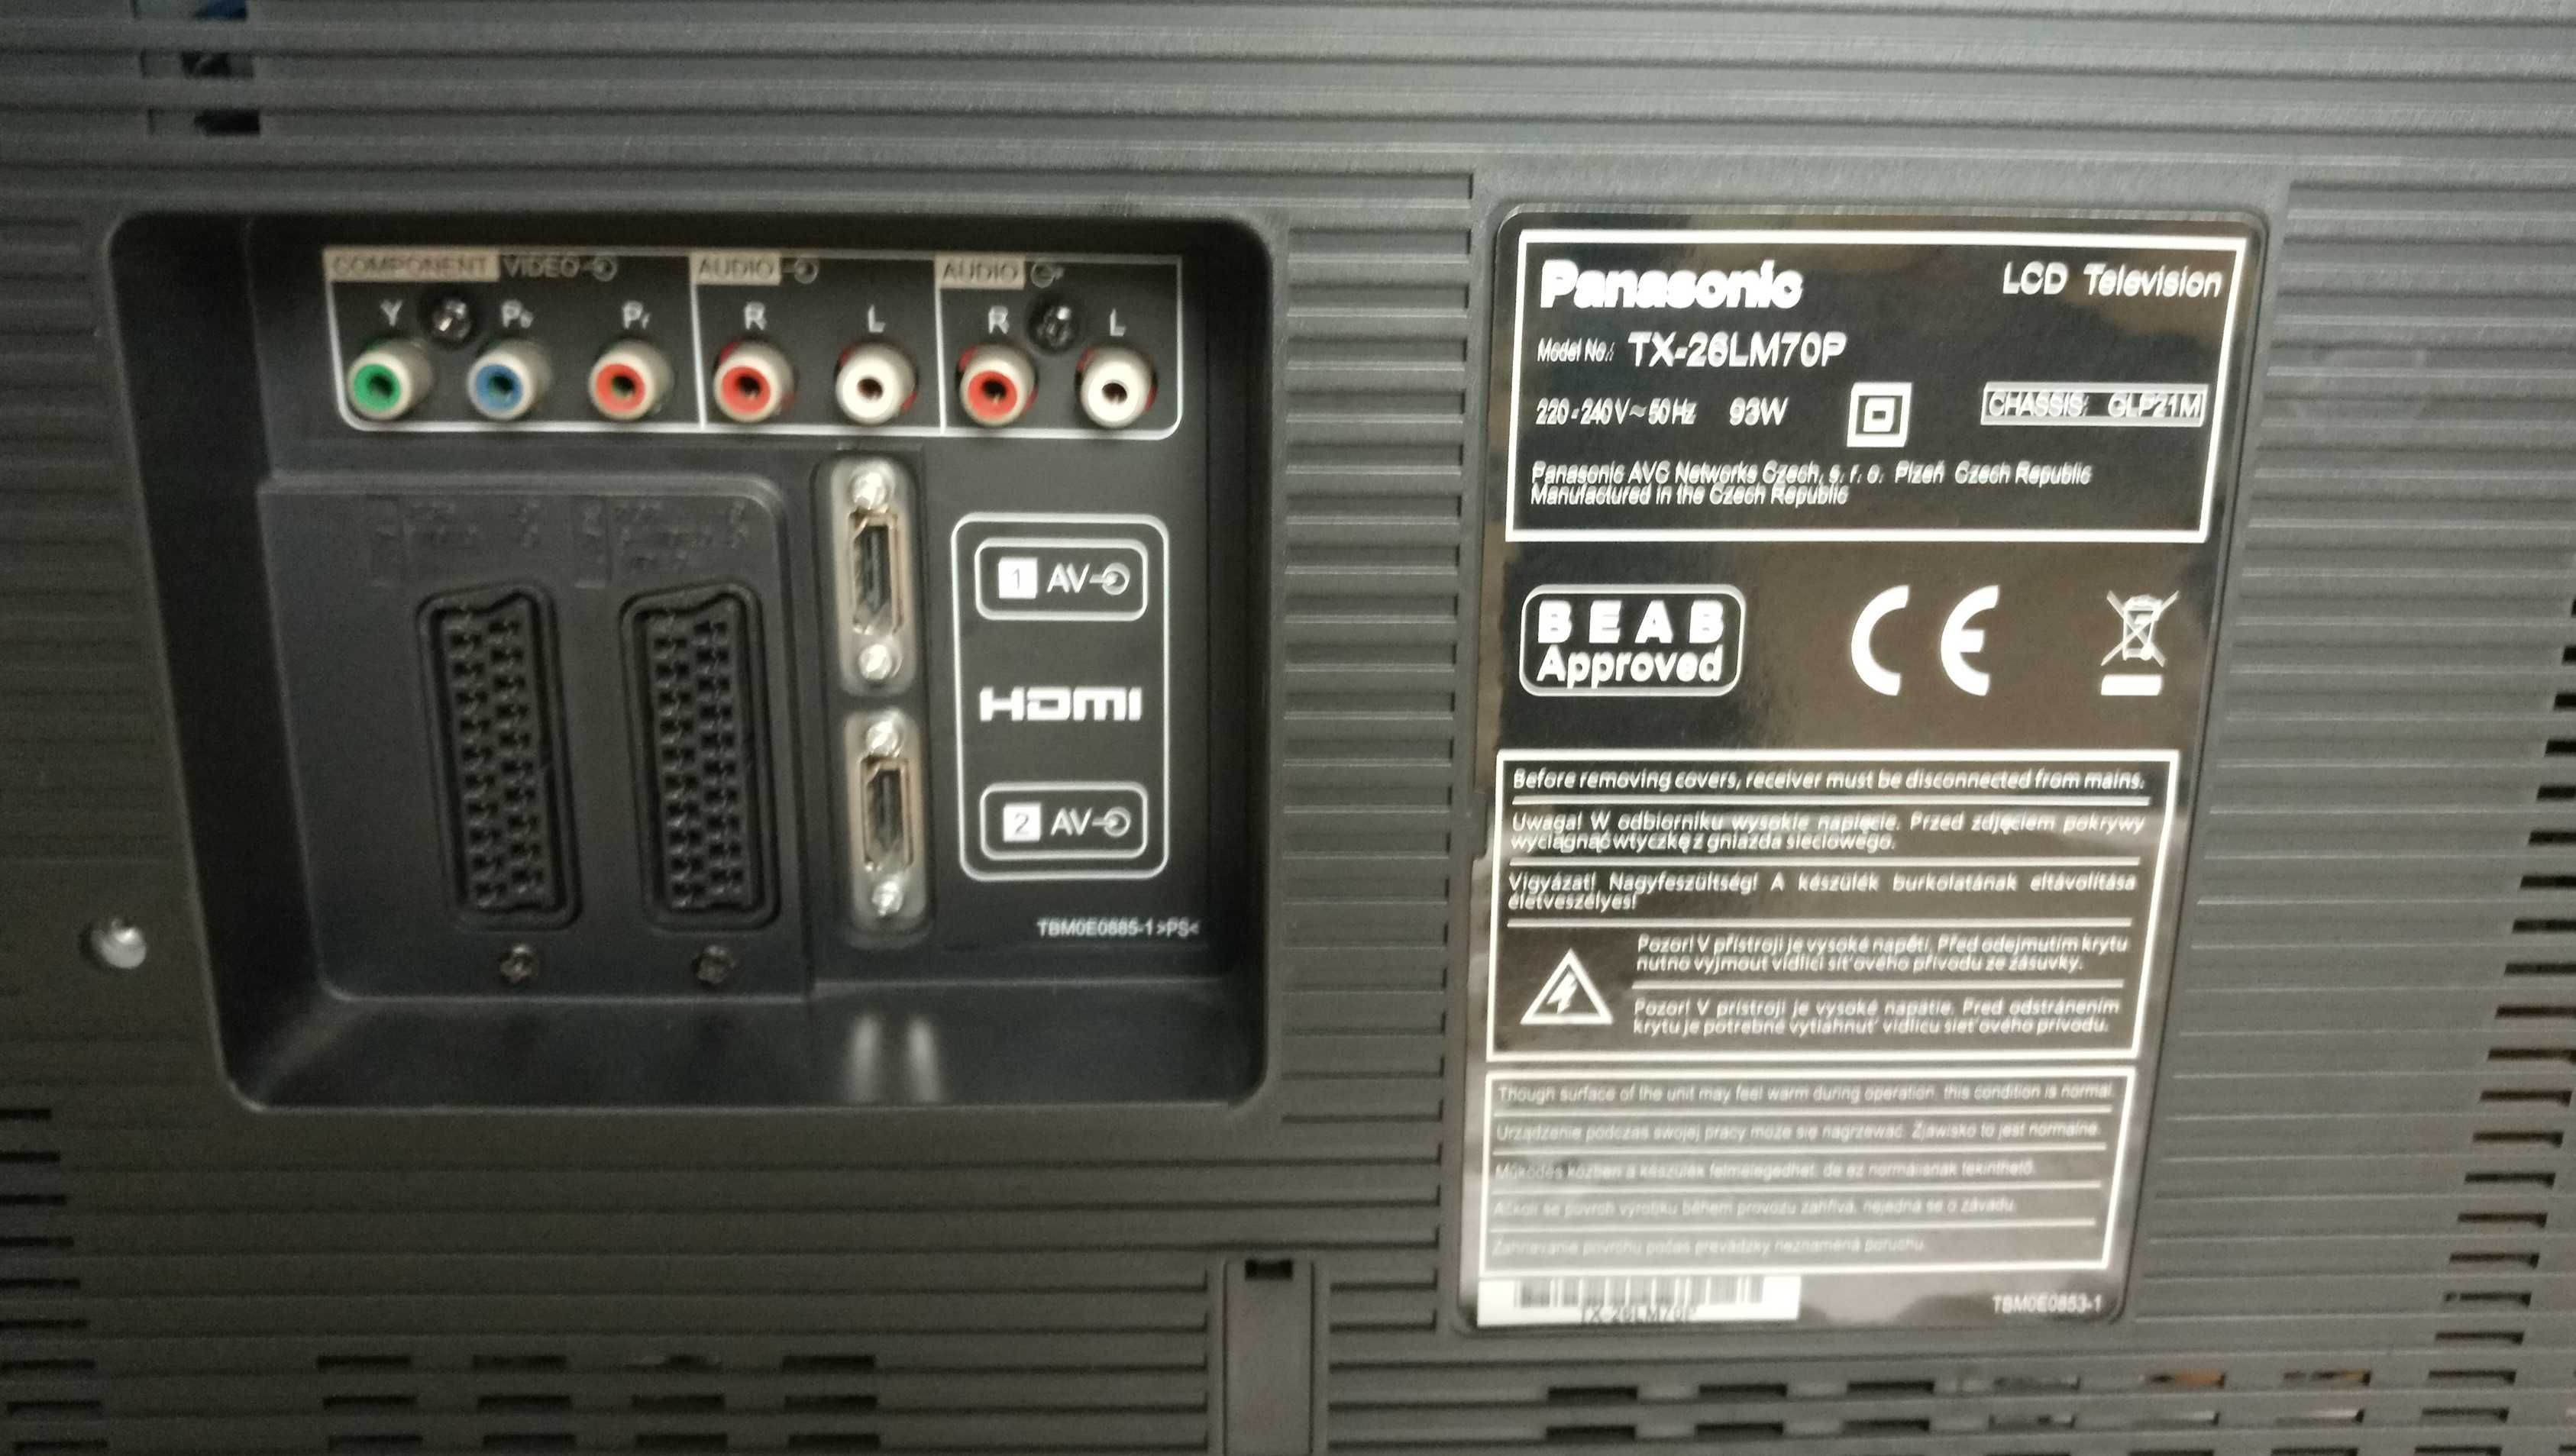 COMPONENT VIDEO AUDIO AUDIO
Y Pb Pr R L R L
1 AV
HDMI
2 AV
TBM0E0885-1 >PS<
Panasonic LCD Television
Model No.: TX-26LM70P
220-240V~50Hz 93W CHASSIS: GLP21M
Panasonic AVC Networks Czech, s. r. o. Plzeň Czech Republic
Manufactured in the Czech Republic
BEAB
Approved
CE
Before removing covers, receiver must be disconnected from mains.
Uwaga! W odbiorniku wysokie napięcie. Przed zdjęciem pokrywy
wyciągnąć wtyczkę z gniazda sieciowego.
Vigyázat! Nagyfeszültség! A készülék burkolatának eltávolítása
életveszélyes!
Pozor! V přístroji je vysoké napětí. Před odejmutím krytu
nutno vyjmout vidlici síťového přívodu ze zásuvky.
Pozor! V prístroji je vysoké napätie. Pred odstránením
krytu je potrebné vytiahnuť vidlicu sieťového prívodu.
Though surface of the unit may feel warm during operation, this condition is normal.
Urządzenie podczas swojej pracy może się nagrzewać. Zjawisko to jest normalne.
Működés közben a készülék felmelegedhet, de ez normálisnak tekinthető.
Ačkoli se povrch výrobku během provozu zahřívá, nejedná se o závadu.
Zahrievanie povrchu počas prevádzky neznamená poruchu.
TX-26LM70P
TBM0E0853-1